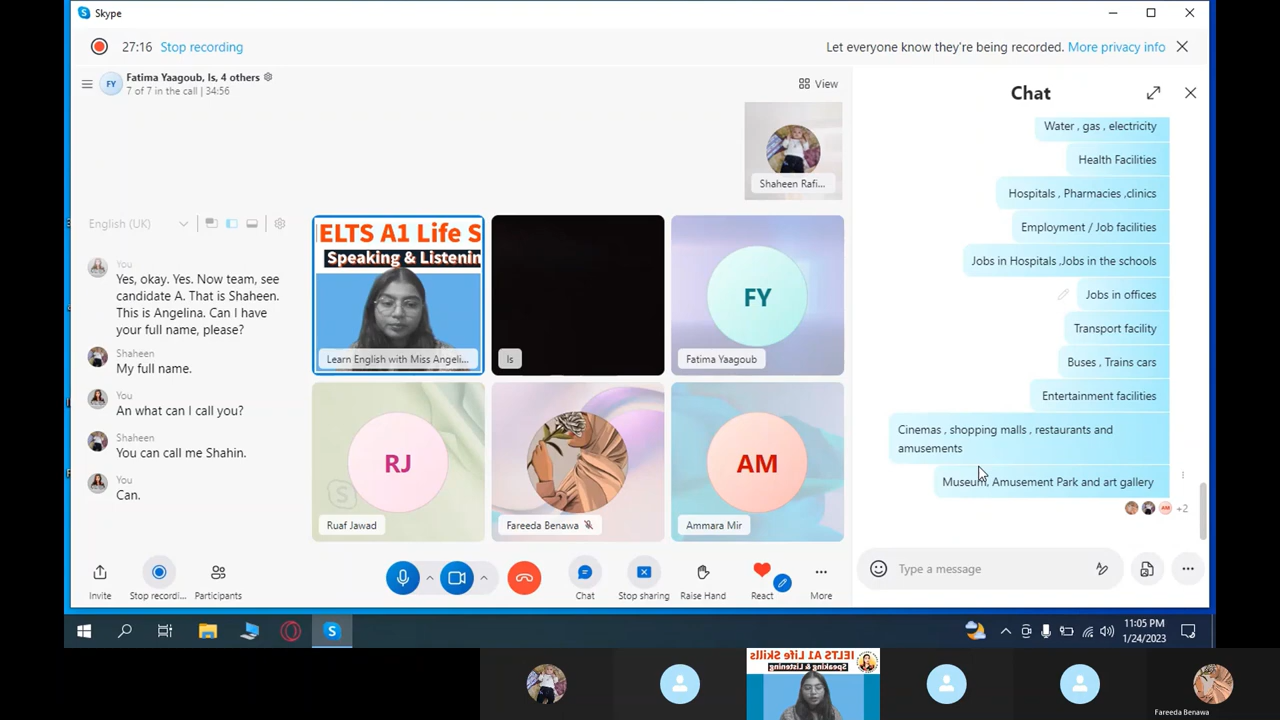 Skype
27:16 Stop recording
Let everyone know they're being recorded. More privacy info
FY
Fatima Yaagoub, Is, 4 others
7 of 7 in the call | 34:56
View
Shaheen Rafi...
English (UK)
You
Yes, okay. Yes. Now team, see
candidate A. That is Shaheen.
This is Angelina. Can I have
your full name, please?
Shaheen
My full name.
You
An what can I call you?
Shaheen
You can call me Shahin.
You
Can.
IELTS A1 Life S
Speaking & Listenin
Learn English with Miss Angeli...
Is
FY
Fatima Yaagoub
RJ
Ruaf Jawad
Fareeda Benawa
AM
Ammara Mir
Chat
Water , gas , electricity
Health Facilities
Hospitals , Pharmacies ,clinics
Employment / Job facilities
Jobs in Hospitals ,Jobs in the schools
Jobs in offices
Transport facility
Buses , Trains cars
Entertainment facilities
Cinemas , shopping malls , restaurants and
amusements
Museum, Amusement Park and art gallery
AM +2
Type a message
Invite
Stop recordi...
Participants
Chat
Stop sharing
Raise Hand
React
More
11:05 PM
1/24/2023
IELTS A1 Life Skills
Speaking & Listening
Fareeda Benawa